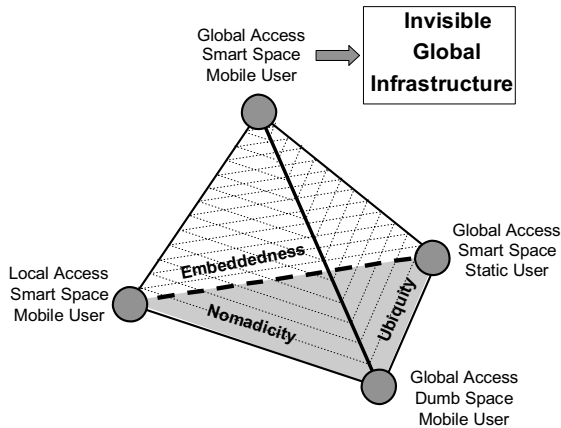 Global Access
Smart Space
Mobile User
Invisible
Global
Infrastructure
Global Access
Smart Space
Static User
Embeddedness
Local Access
Smart Space
Mobile User
Nomadicity
Ubiquity
Global Access
Dumb Space
Mobile User